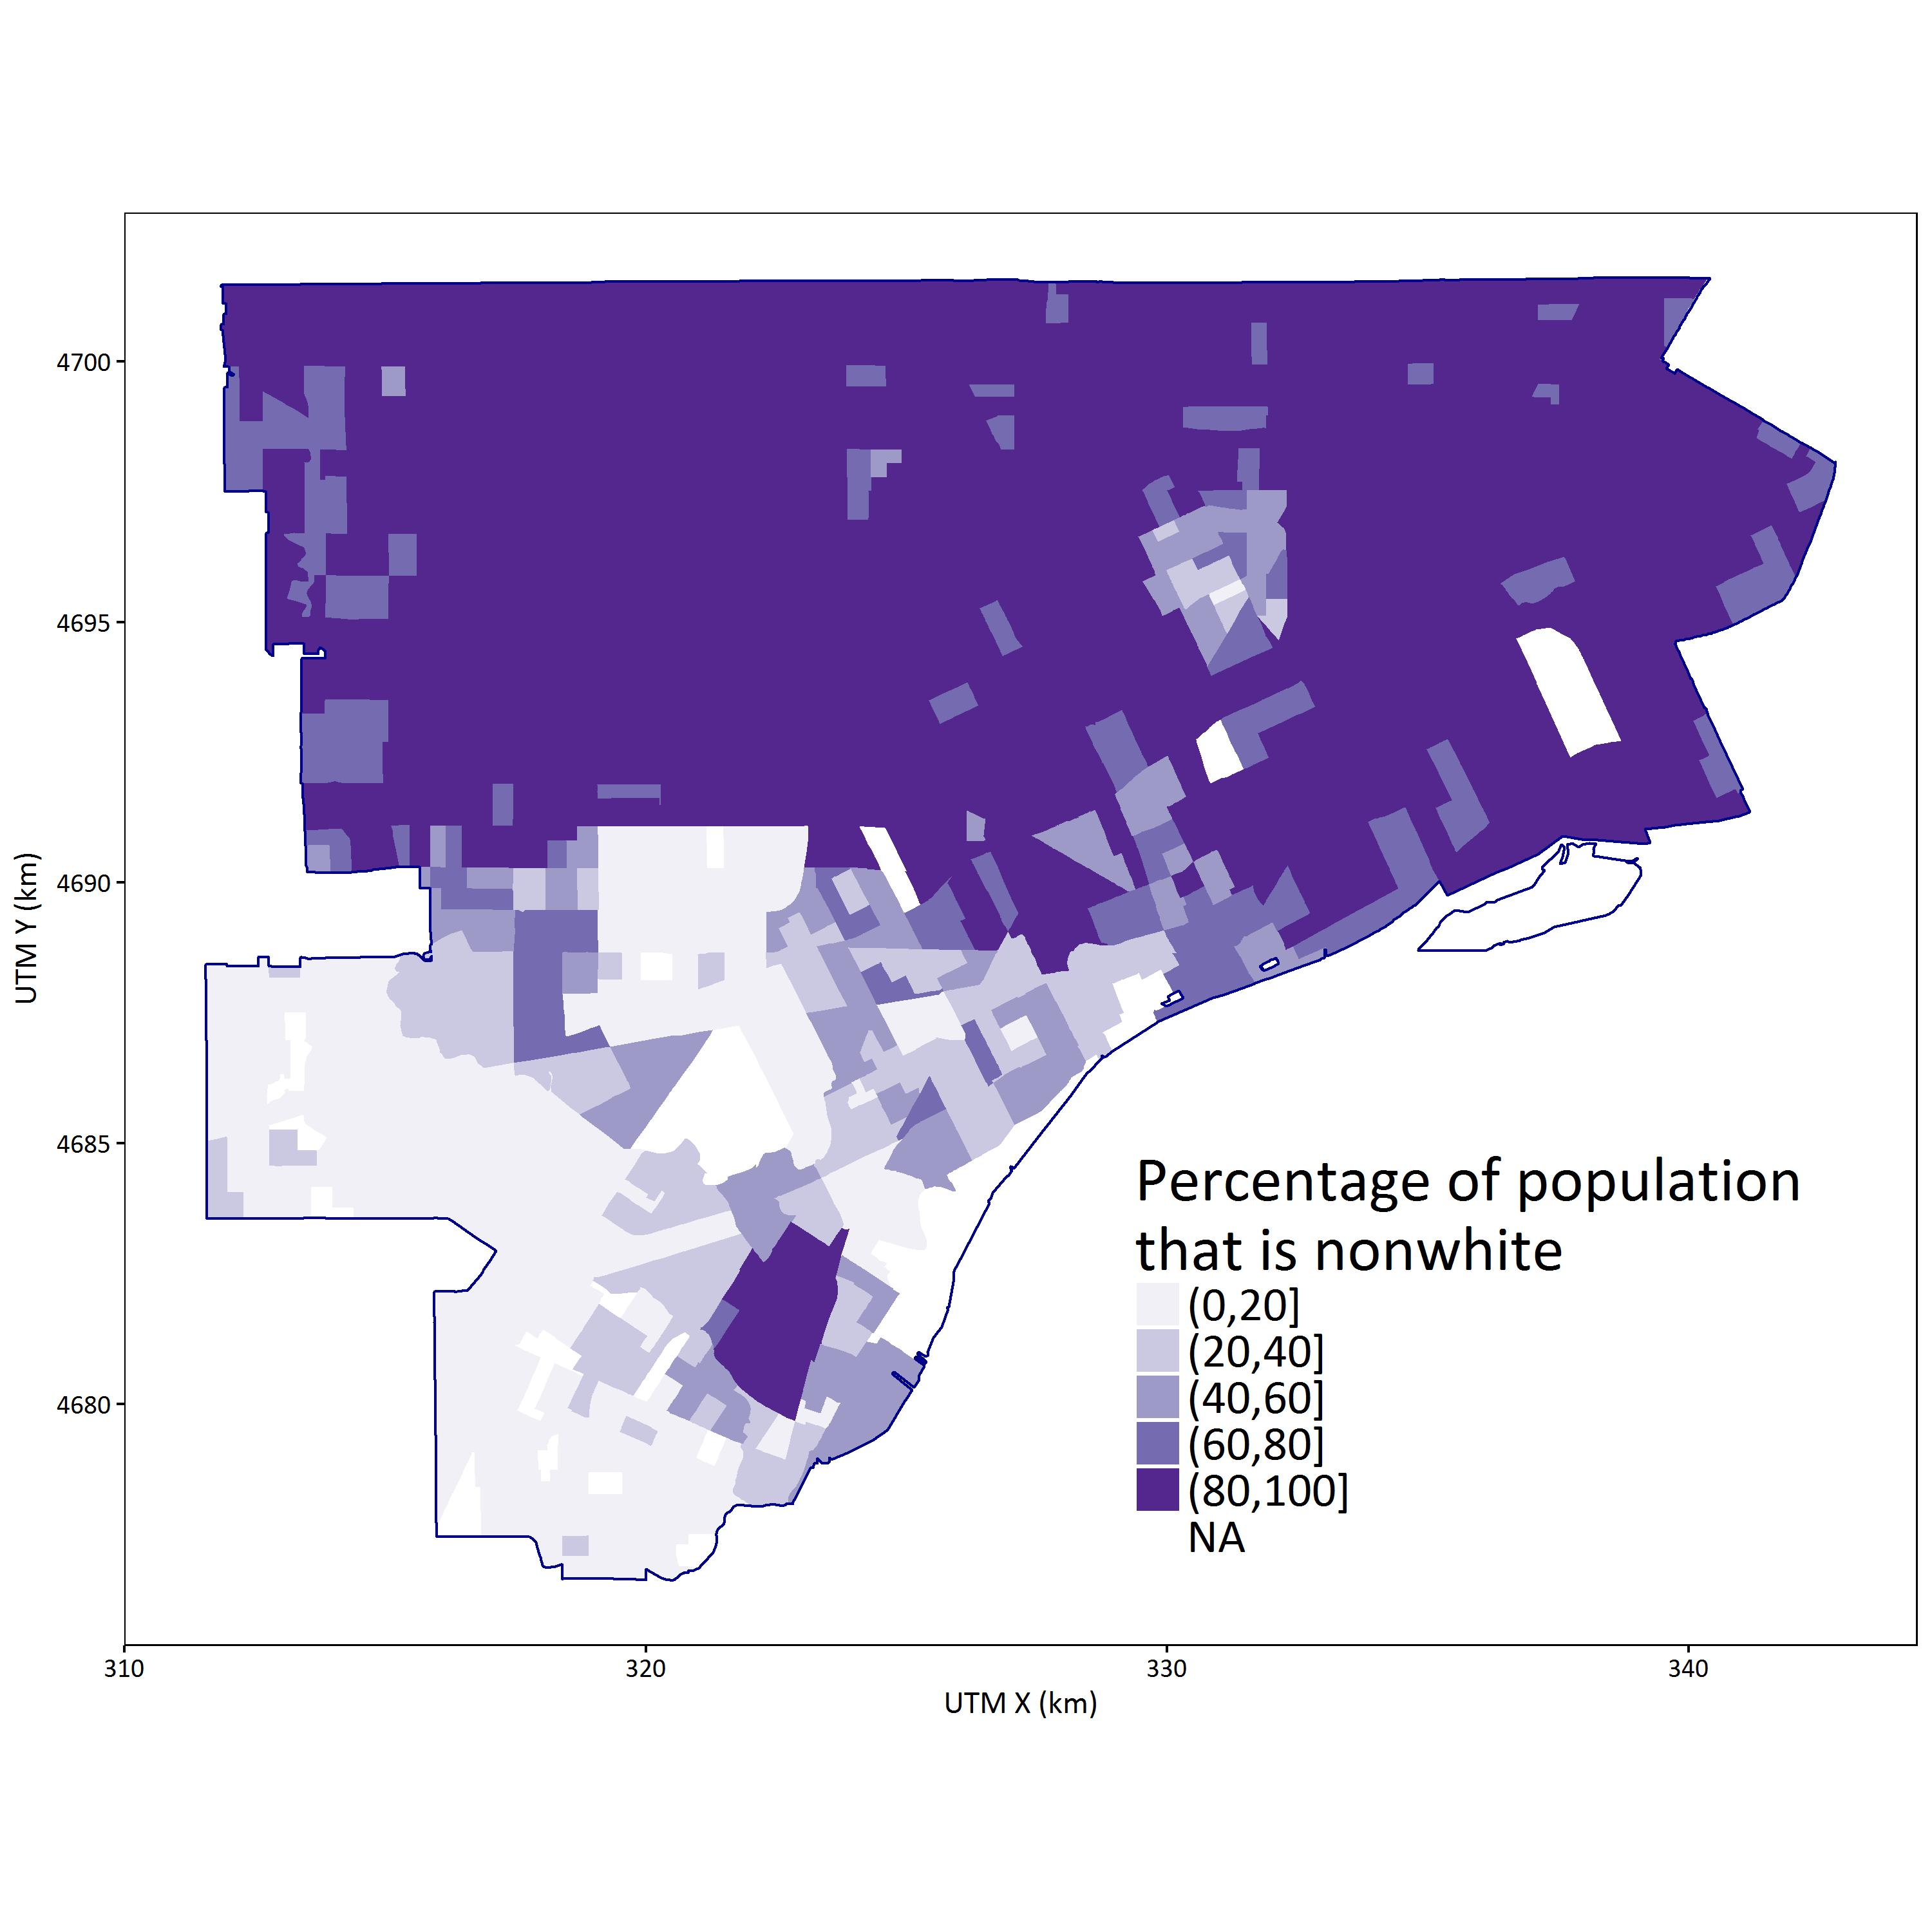 4700
4695
4690
4685
4680
UTM Y (km)
310
320
330
340
UTM X (km)
Percentage of population
that is nonwhite
(0,20]
(20,40]
(40,60]
(60,80]
(80,100]
NA